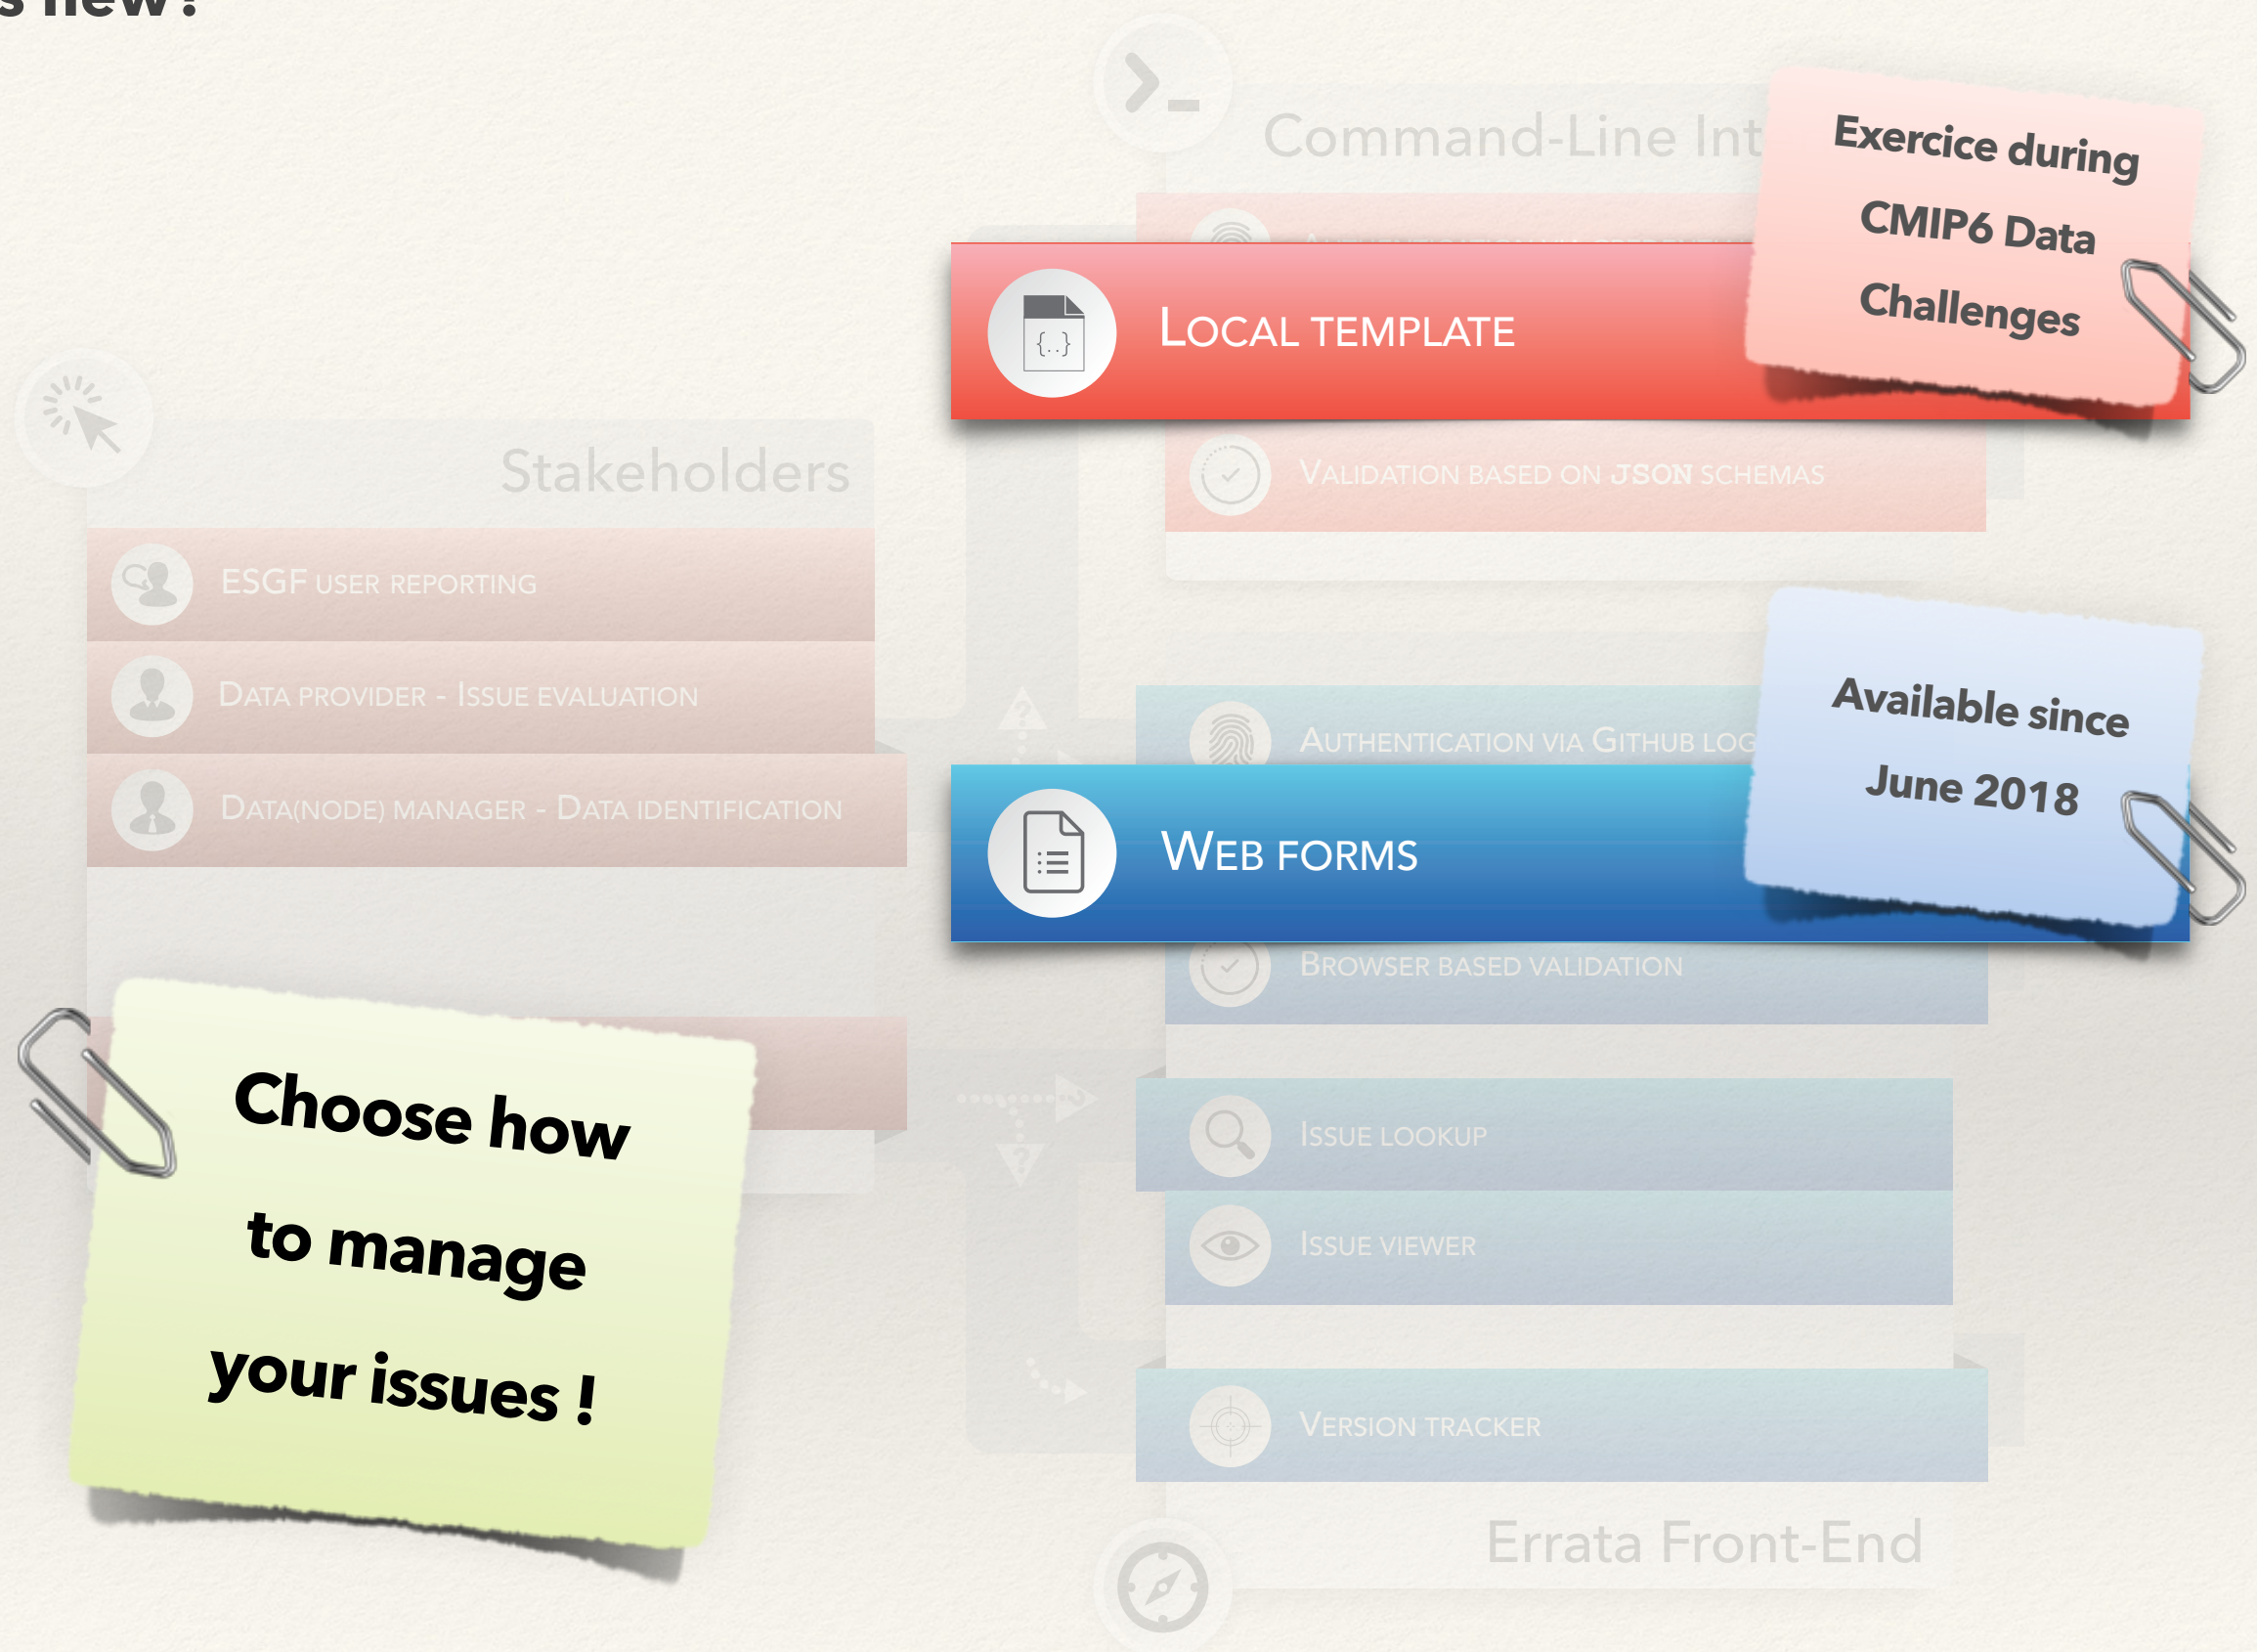 s new?
Command-Line Int
Exercice during
CMIP6 Data
Challenges
LOCAL TEMPLATE
VALIDATION BASED ON JSON SCHEMAS
Stakeholders
ESGF USER REPORTING
DATA PROVIDER - ISSUE EVALUATION
DATA(NODE) MANAGER - DATA IDENTIFICATION
AUTHENTICATION VIA GITHUB LOG
Available since
June 2018
WEB FORMS
BROWSER BASED VALIDATION
Choose how
to manage
your issues !
?
?
ISSUE LOOKUP
ISSUE VIEWER
VERSION TRACKER
Errata Front-End